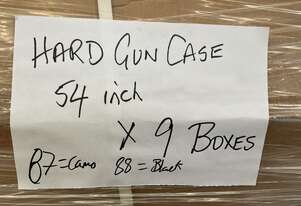 HARD GUN CASE
54 inch
X 9 BOXES
87=Camo 88=Black